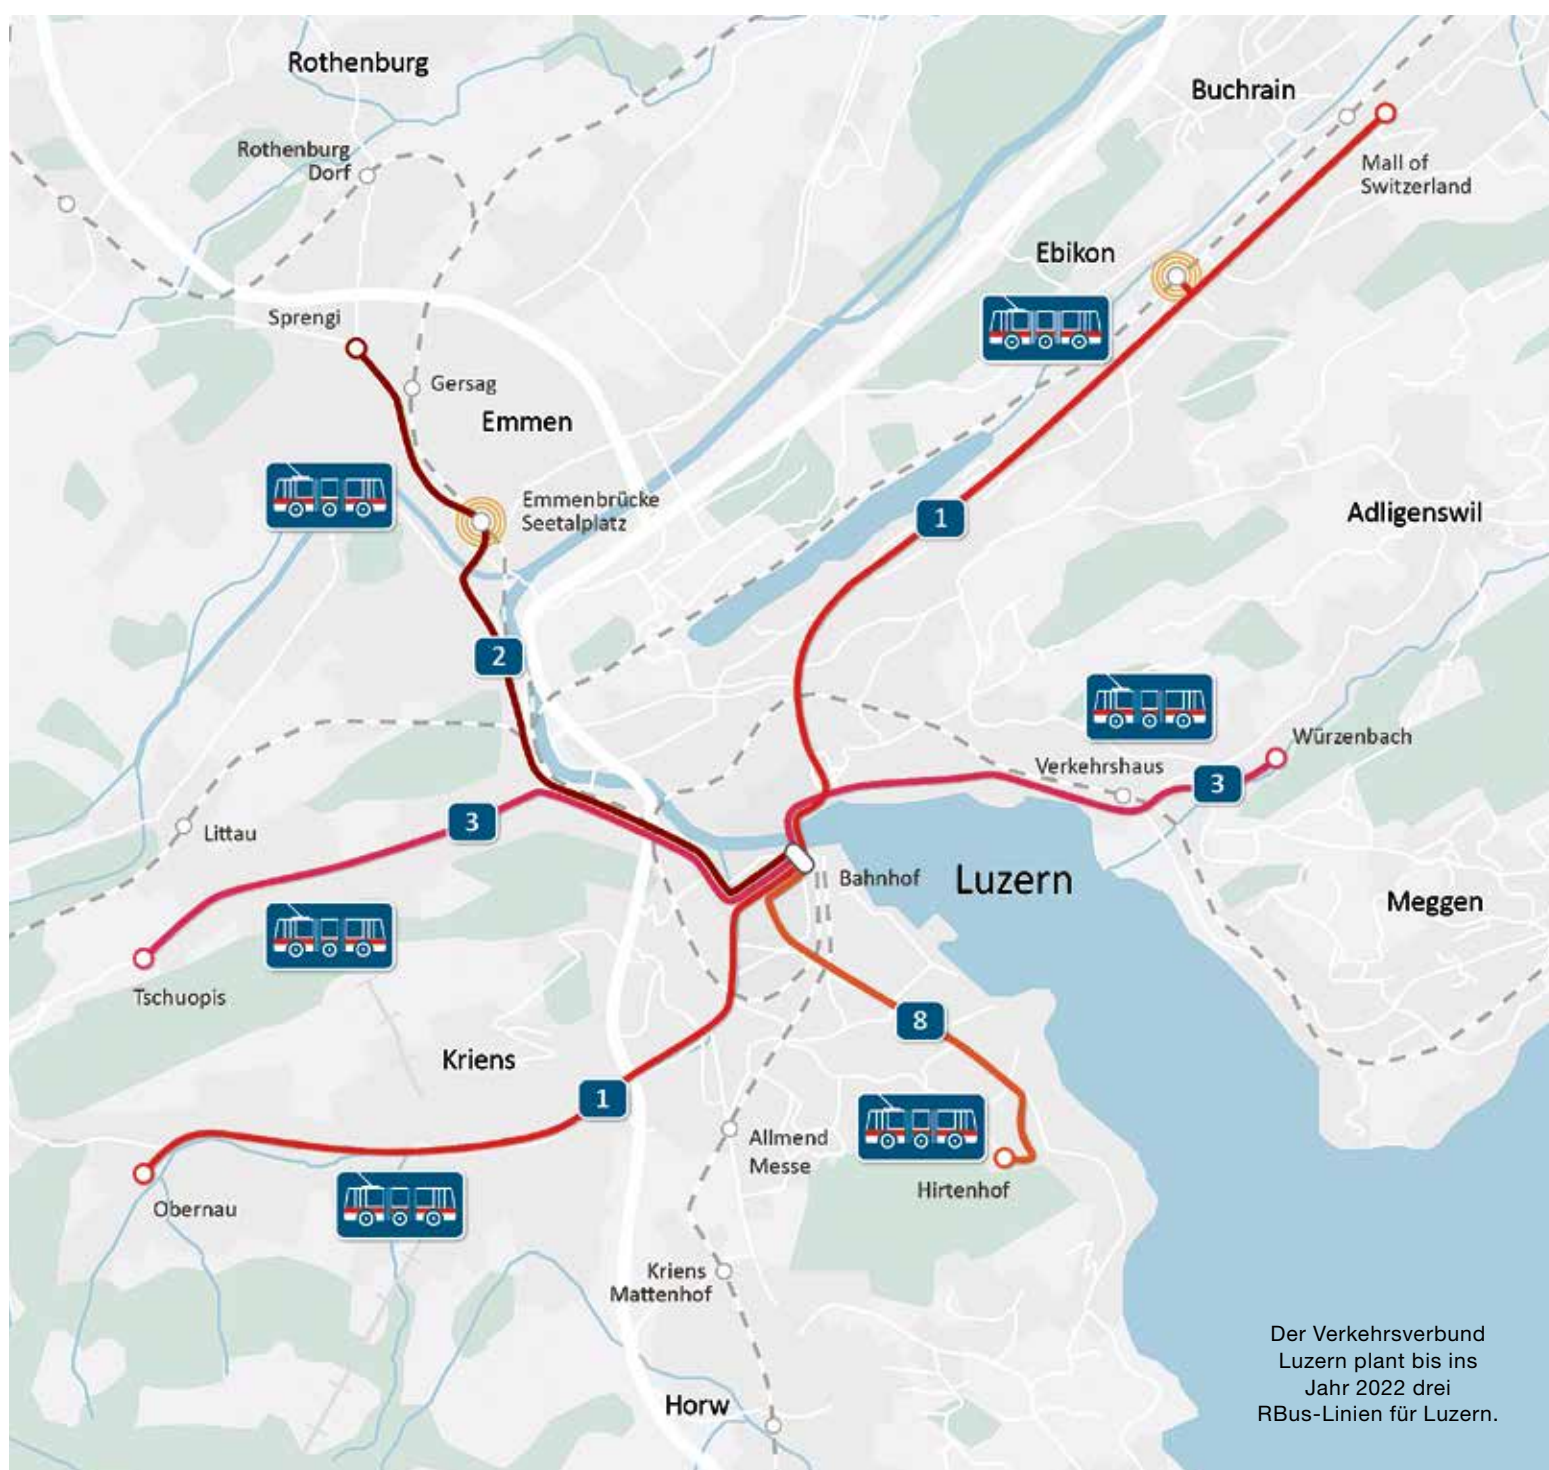 Rothenburg
Buchrain
Rothenburg
Dorf
Mall of
Switzerland
Ebikon
Sprengi
Gersag
Emmen
Emmenbrücke
Seetalplatz
1
Adligenswil
2
Würzenbach
Verkehrshaus
3
3
Littau
Bahnhof
Luzern
Meggen
Tschuopis
8
Kriens
1
Allmend
Messe
Hirtenhof
Obernau
Kriens
Mattenhof
Horw
Der Verkehrsverbund
Luzern plant bis ins
Jahr 2022 drei
RBus-Linien für Luzern.